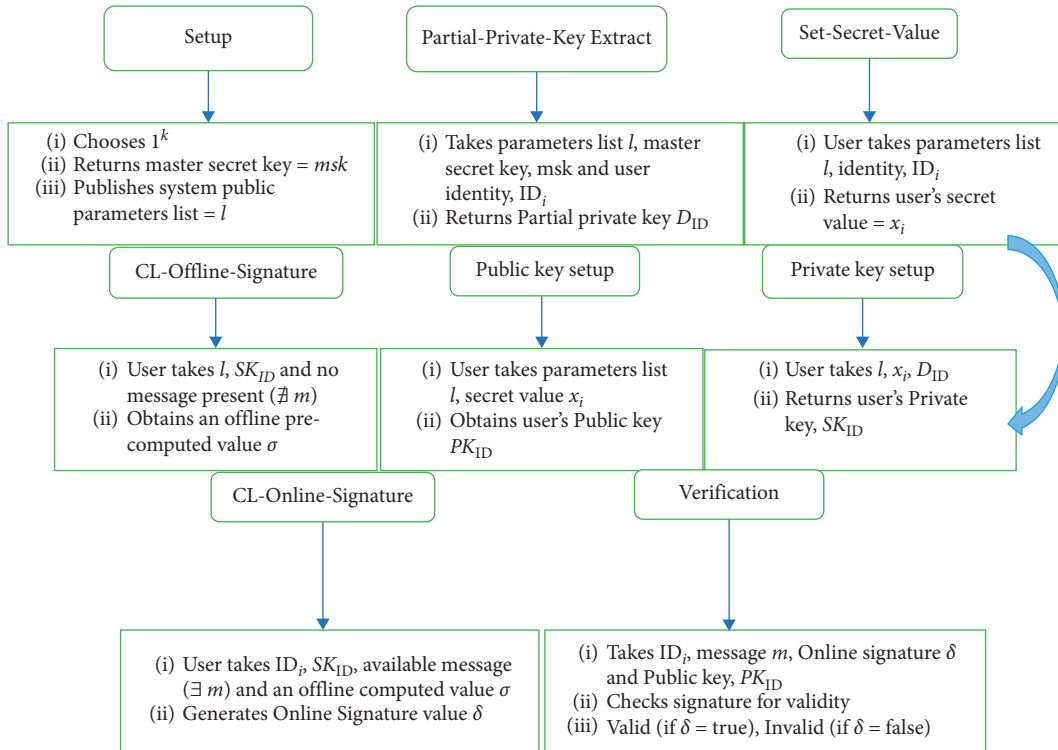 Setup
Partial-Private-Key Extract
Set-Secret-Value
(i) Chooses 1^k
(ii) Returns master secret key = msk
(iii) Publishes system public
parameters list = l
(i) Takes parameters list l, master
secret key, msk and user
identity, ID_i
(ii) Returns Partial private key D_ID
(i) User takes parameters list
l, identity, ID_i
(ii) Returns user's secret
value = x_i
CL-Offline-Signature
Public key setup
Private key setup
(i) User takes l, SK_ID and no
message present (∄ m)
(ii) Obtains an offline pre-
computed value σ
(i) User takes parameters list
l, secret value x_i
(ii) Obtains user's Public key
PK_ID
(i) User takes l, x_i, D_ID
(ii) Returns user's Private
key, SK_ID
CL-Online-Signature
Verification
(i) User takes ID_i, SK_ID, available message
(∃ m) and an offline computed value σ
(ii) Generates Online Signature value δ
(i) Takes ID_i, message m, Online signature δ
and Public key, PK_ID
(ii) Checks signature for validity
(iii) Valid (if δ = true), Invalid (if δ = false)